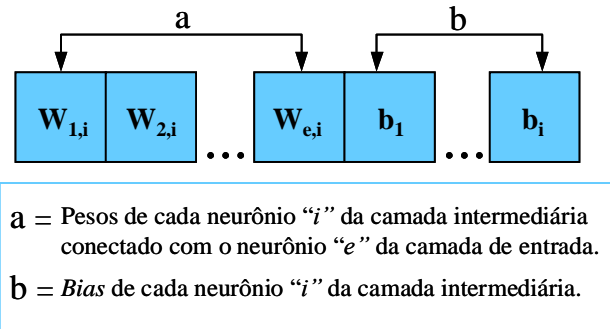 a b
W1,i W2,i ... We,i b1 ... bi
a = Pesos de cada neurônio “i” da camada intermediária
conectado com o neurônio “e” da camada de entrada.
b = Bias de cada neurônio “i” da camada intermediária.